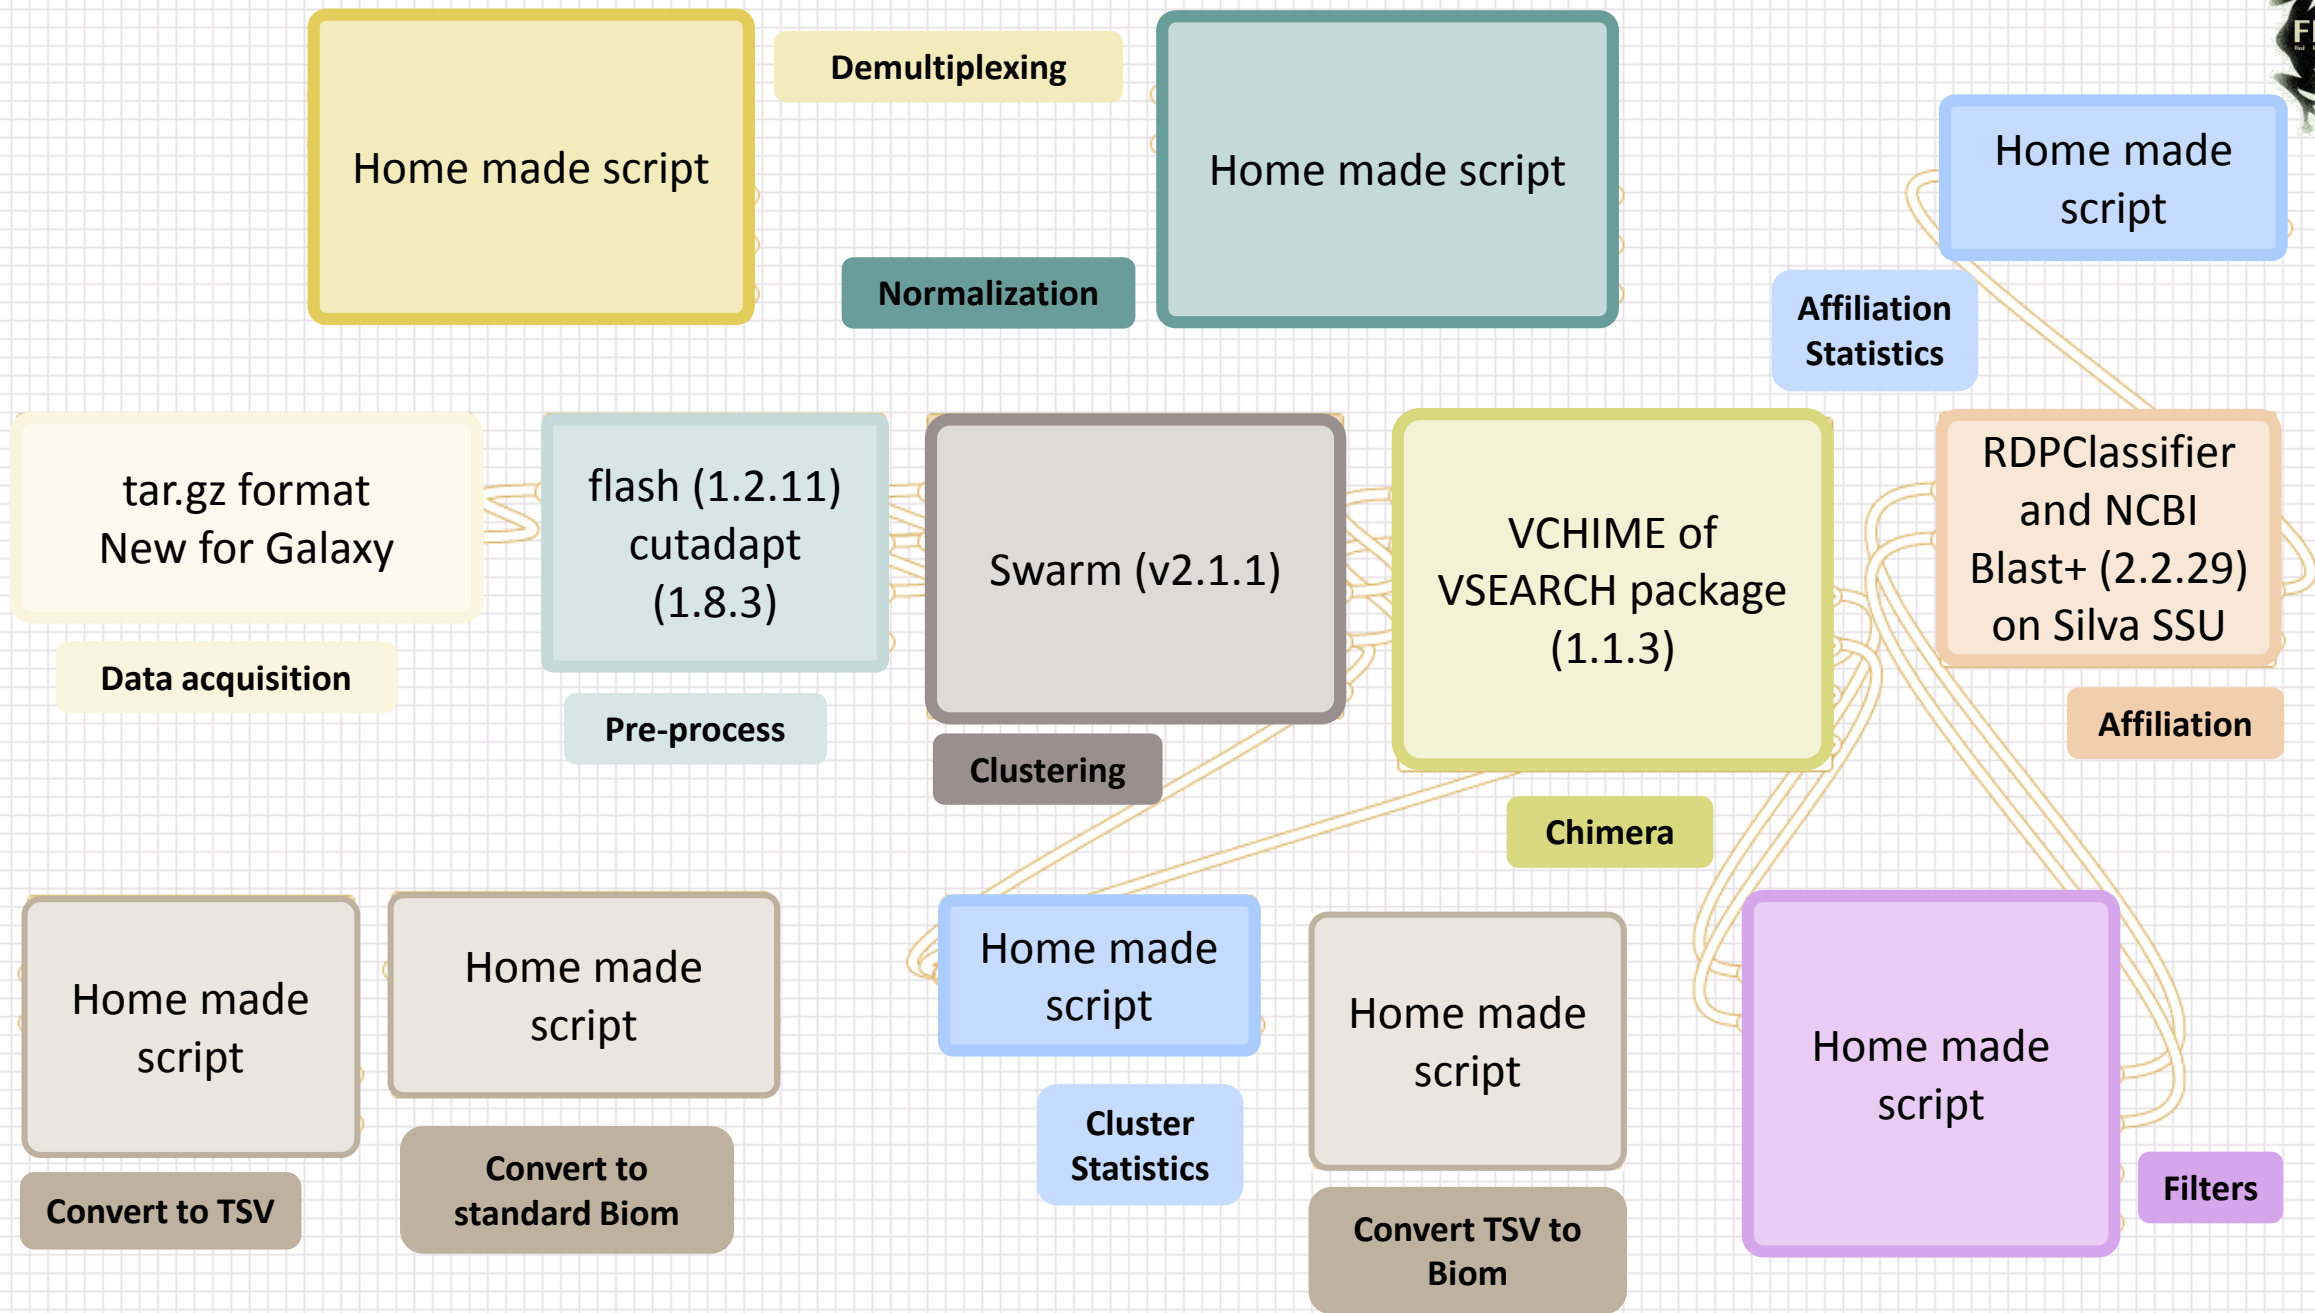 Home made script
Demultiplexing
Home made script
Normalization
Home made
script
Affiliation
Statistics
tar.gz format
New for Galaxy
Data acquisition
flash (1.2.11)
cutadapt
(1.8.3)
Pre-process
Swarm (v2.1.1)
Clustering
VCHIME of
VSEARCH package
(1.1.3)
Chimera
RDPClassifier
and NCBI
Blast+ (2.2.29)
on Silva SSU
Affiliation
Home made
script
Convert to TSV
Home made
script
Convert to
standard Biom
Home made
script
Cluster
Statistics
Home made
script
Convert TSV to
Biom
Home made
script
Filters